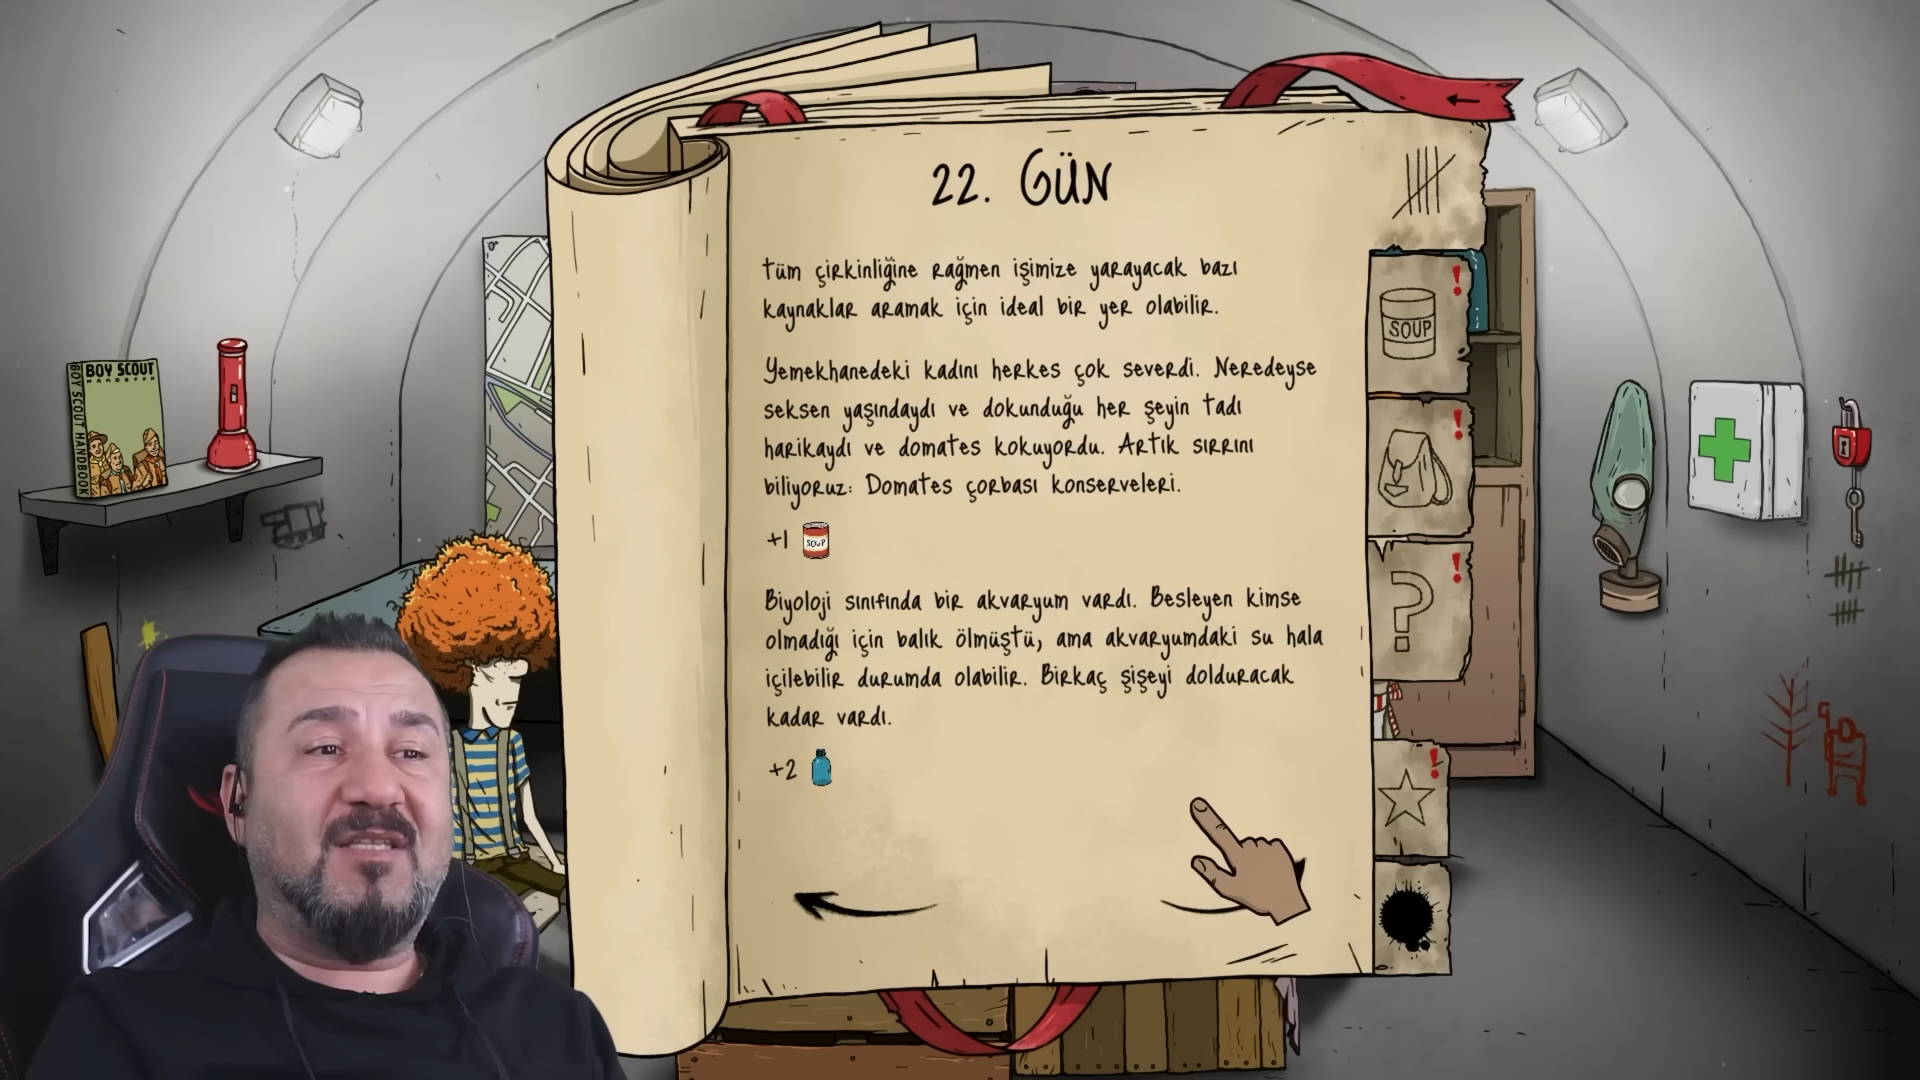 22. GÜN
tüm çirkinliğine rağmen işimize yarayacak bazı
kaynaklar aramak için ideal bir yer olabilir.
Yemekhanedeki kadını herkes çok severdi. Neredeyse
seksen yaşındaydı ve dokunduğu her şeyin tadı
harikaydı ve domates kokuyordu. Artık sırrını
biliyoruz: Domates çorbası konserveleri.
+1
SOUP
Biyoloji sınıfında bir akvaryum vardı. Besleyen kimse
olmadığı için balık ölmüştü, ama akvaryumdaki su hala
içilebilir durumda olabilir. Birkaç şişeyi dolduracak
kadar vardı.
+2
SOUP
!
!
?
!
!
BOY SCOUT
HANDBOOK
BOY SCOUT HANDBOOK